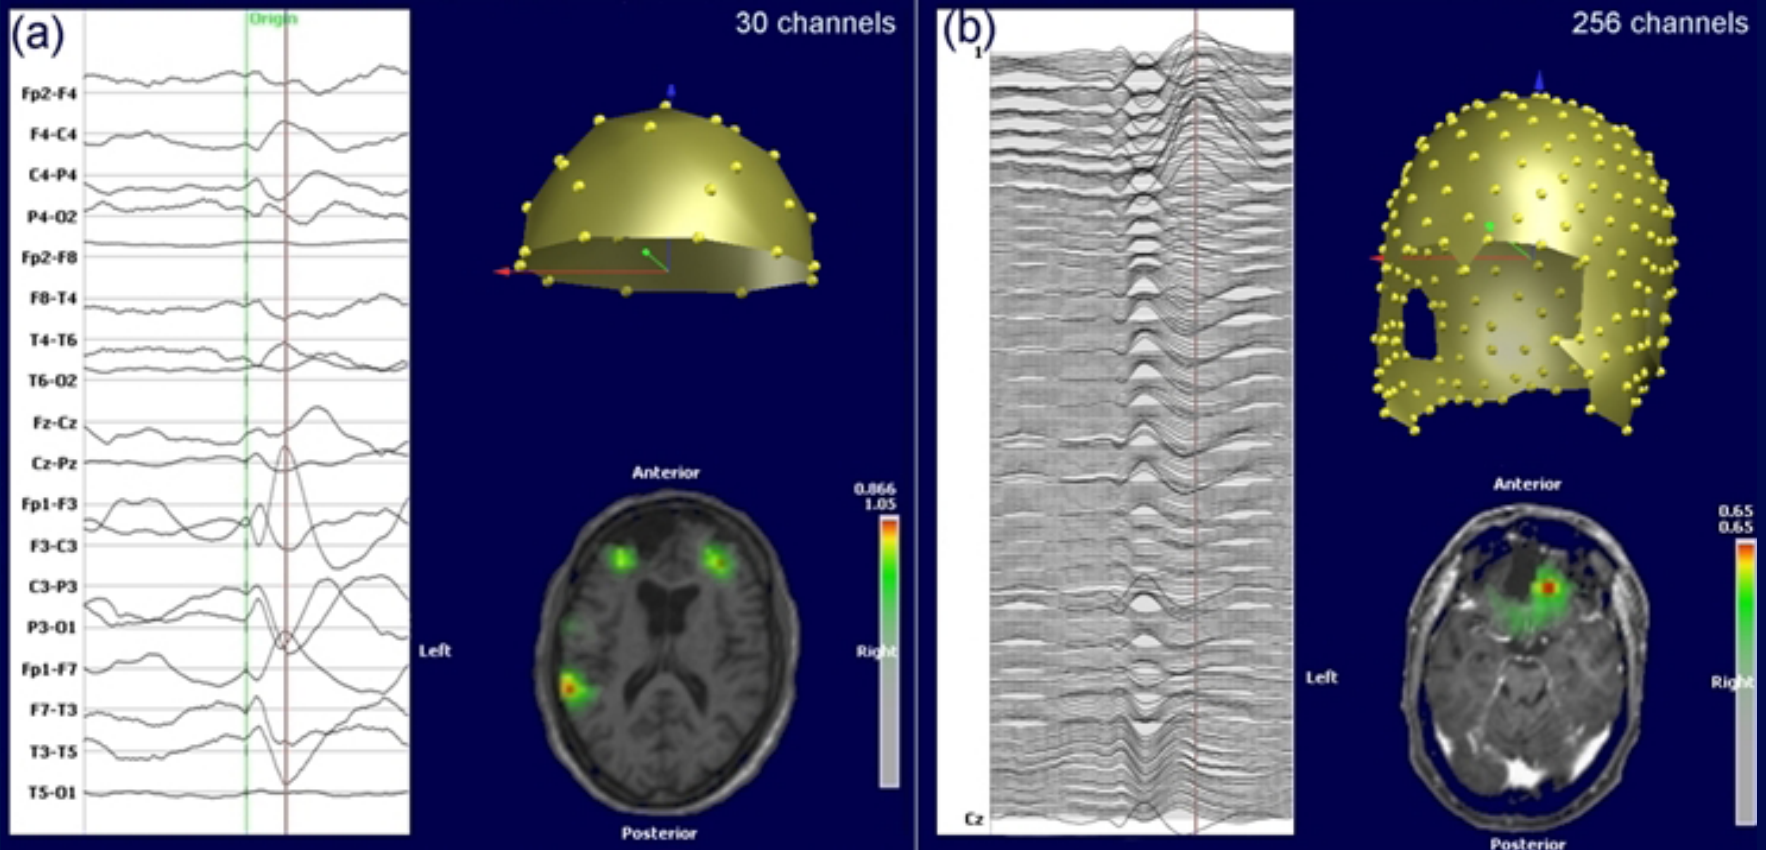 (a)
Origin
30 channels
Fp2-F4
F4-C4
C4-P4
P4-O2
Fp2-F8
F8-T4
T4-T6
T6-O2
Fz-Cz
Cz-Pz
Fp1-F3
F3-C3
C3-P3
P3-O1
Fp1-F7
F7-T3
T3-T5
T5-O1
Anterior
0.866
1.05
Left
Right
Posterior
(b)
256 channels
1
Cz
Anterior
0.65
0.65
Left
Right
Posterior